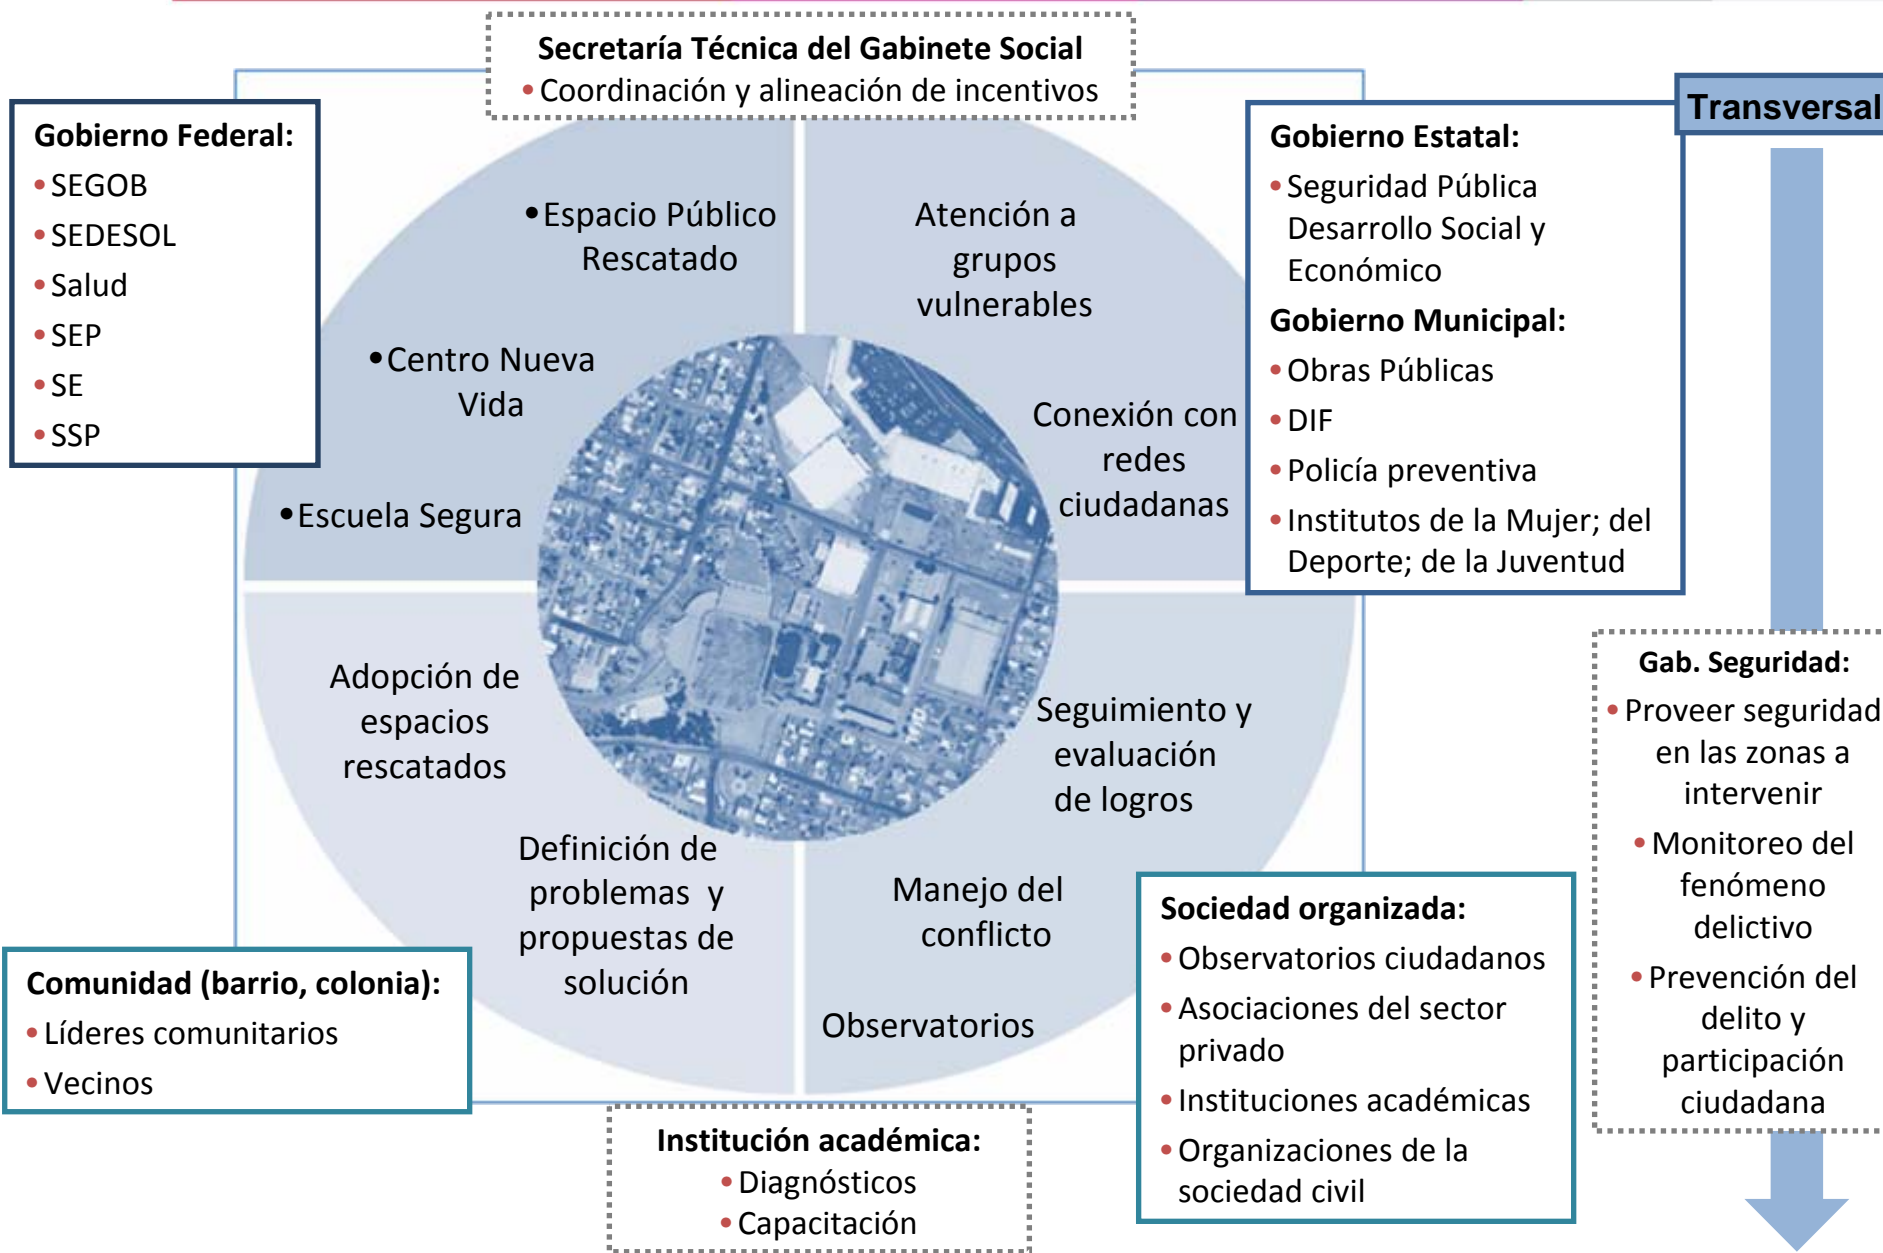 Secretaría Técnica del Gabinete Social
• Coordinación y alineación de incentivos
Gobierno Federal:
• SEGOB
• SEDESOL
• Salud
• SEP
• SE
• SSP
•Espacio Público
Rescatado
•Centro Nueva
Vida
•Escuela Segura
Atención a
grupos
vulnerables
Conexión con
redes
ciudadanas
Gobierno Estatal:
• Seguridad Pública
Desarrollo Social y
Económico
Gobierno Municipal:
• Obras Públicas
• DIF
• Policía preventiva
• Institutos de la Mujer; del
Deporte; de la Juventud
Transversal
Gab. Seguridad:
• Proveer seguridad
en las zonas a
intervenir
• Monitoreo del
fenómeno
delictivo
• Prevención del
delito y
participación
ciudadana
Adopción de
espacios
rescatados
Definición de
problemas y
propuestas de
solución
Seguimiento y
evaluación
de logros
Manejo del
conflicto
Observatorios
Comunidad (barrio, colonia):
• Líderes comunitarios
• Vecinos
Institución académica:
• Diagnósticos
• Capacitación
Sociedad organizada:
• Observatorios ciudadanos
• Asociaciones del sector
privado
• Instituciones académicas
• Organizaciones de la
sociedad civil